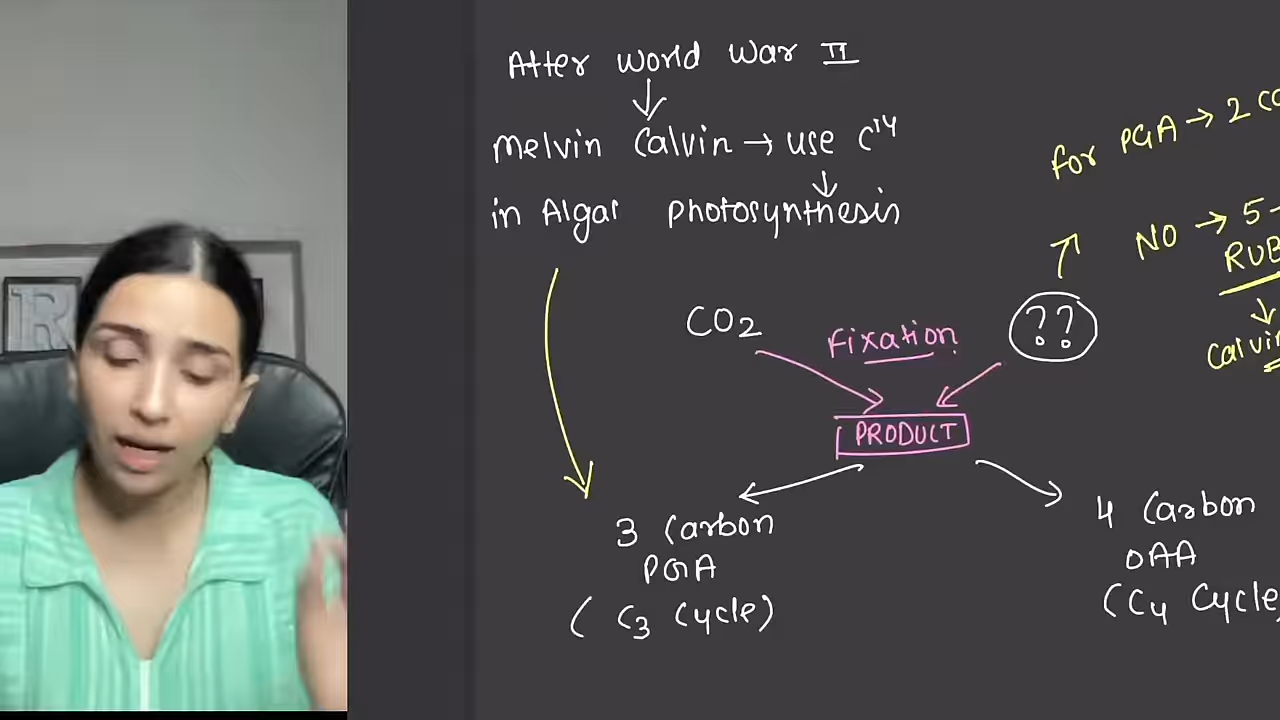 After World War II
↓
Melvin Calvin → use C¹⁴
↓
in Algal photosynthesis
for PGA → 2 CO
NO → 5 -
RUB
↓
Calvin
CO₂
Fixation
??
PRODUCT
3 Carbon
PGA
( C₃ Cycle)
4 Carbon
OAA
(C₄ Cycle)
R